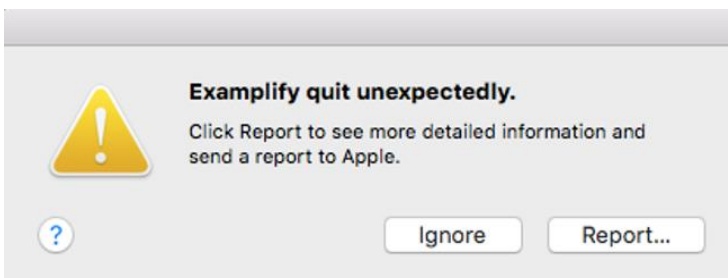 Examplify quit unexpectedly.
Click Report to see more detailed information and
send a report to Apple.
?
Ignore
Report...